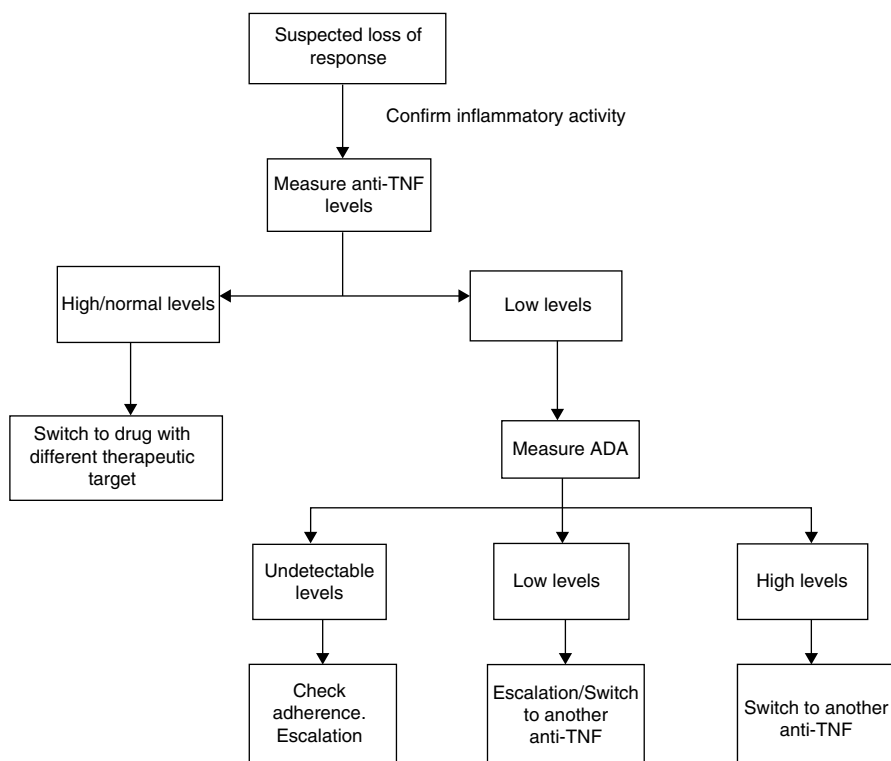 Suspected loss of
response
Confirm inflammatory activity
Measure anti-TNF
levels
High/normal levels
Low levels
Switch to drug with
different therapeutic
target
Measure ADA
Undetectable
levels
Low levels
High levels
Check
adherence.
Escalation
Escalation/Switch
to another
anti-TNF
Switch to another
anti-TNF